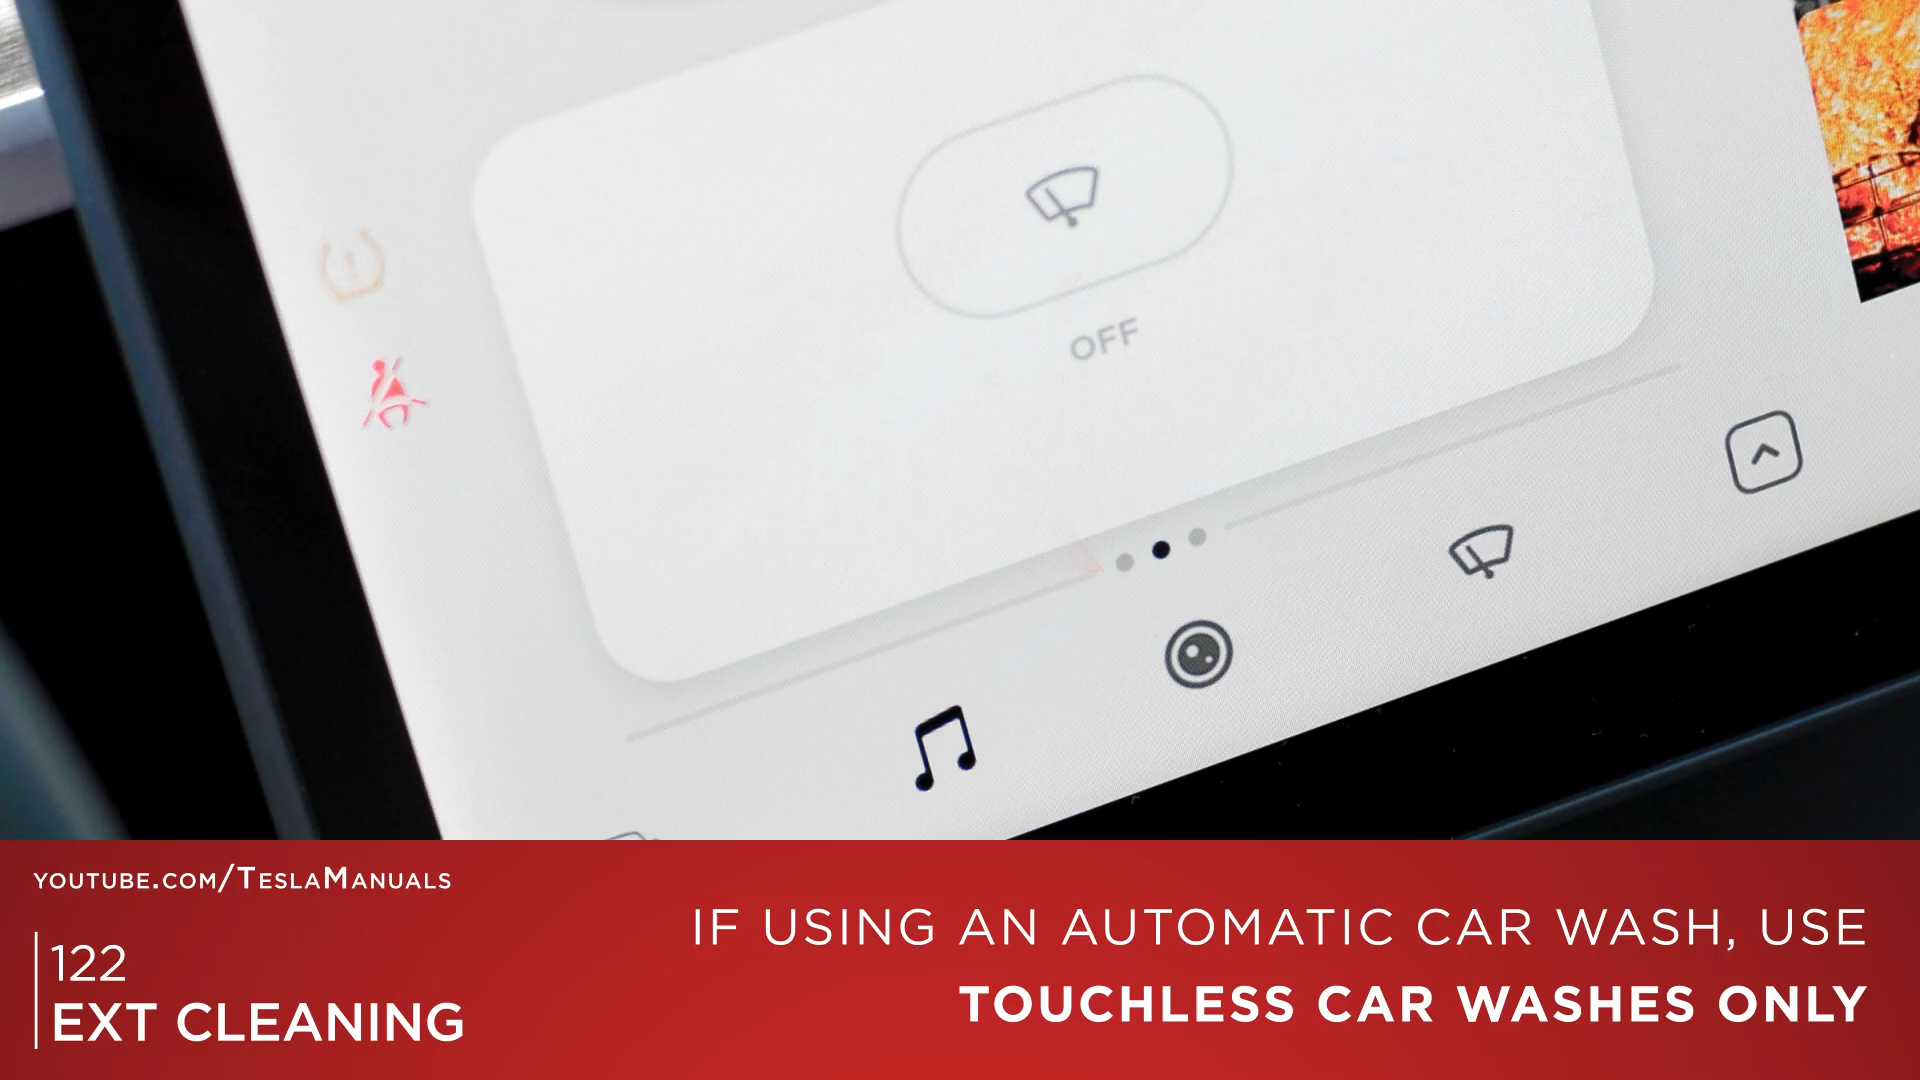 OFF
YOUTUBE.COM/TESLAMANUALS
122
EXT CLEANING
IF USING AN AUTOMATIC CAR WASH, USE
TOUCHLESS CAR WASHES ONLY